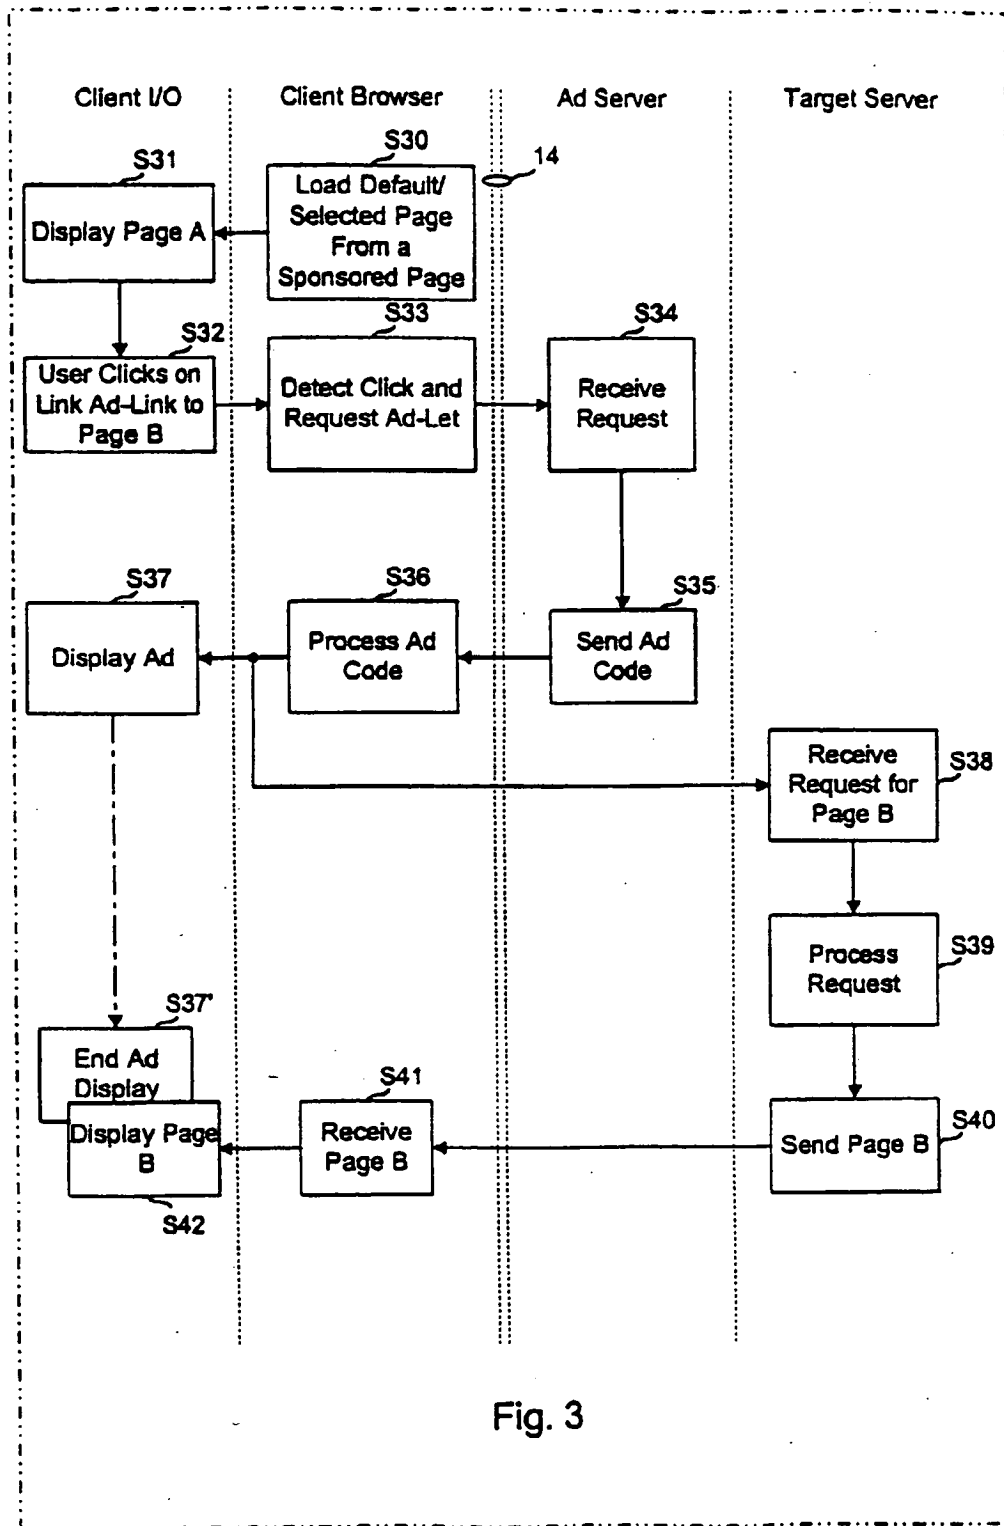 Client I/O
Client Browser
Ad Server
Target Server
S30
14
S31
Load Default/
Selected Page
From a
Sponsored Page
Display Page A
S32
S33
S34
User Clicks on
Link Ad-Link to
Page B
Detect Click and
Request Ad-Let
Receive
Request
S37
S36
S35
Display Ad
Process Ad
Code
Send Ad
Code
Receive
Request for
Page B
S38
Process
Request
S39
S37'
End Ad
Display
S41
Display Page
B
Receive
Page B
Send Page B
S40
S42
Fig. 3